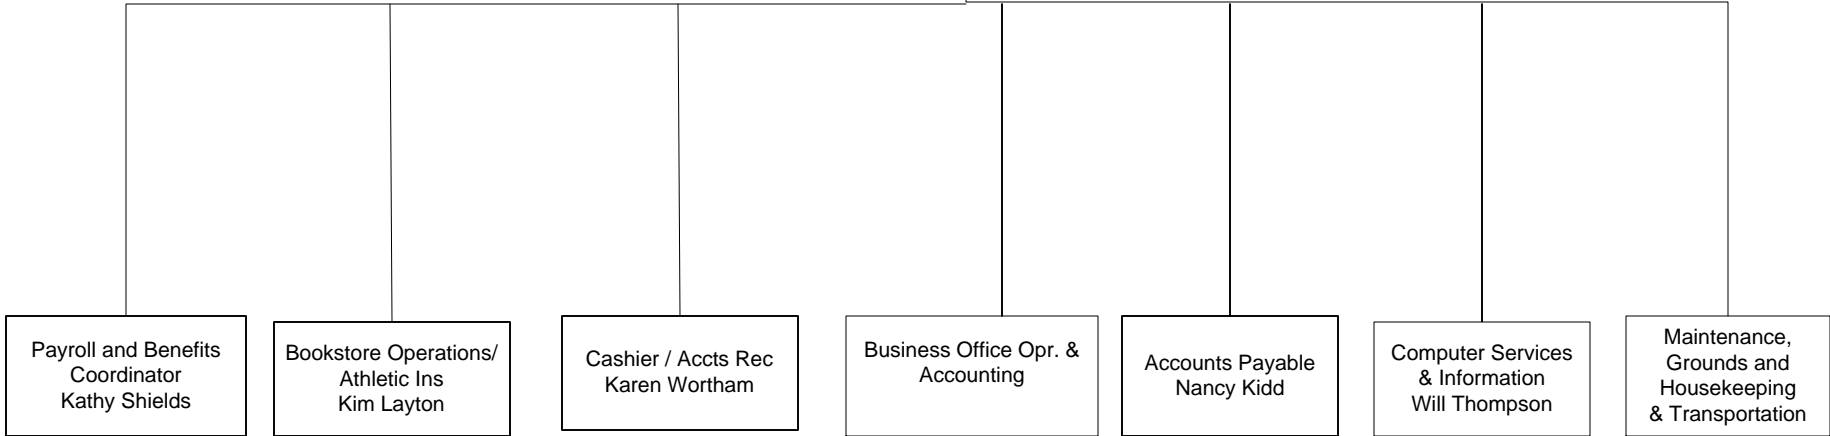 Payroll and Benefits
Coordinator
Kathy Shields
Bookstore Operations/
Athletic Ins
Kim Layton
Cashier / Accts Rec
Karen Wortham
Business Office Opr. &
Accounting
Accounts Payable
Nancy Kidd
Computer Services
& Information
Will Thompson
Maintenance,
Grounds and
Housekeeping
& Transportation